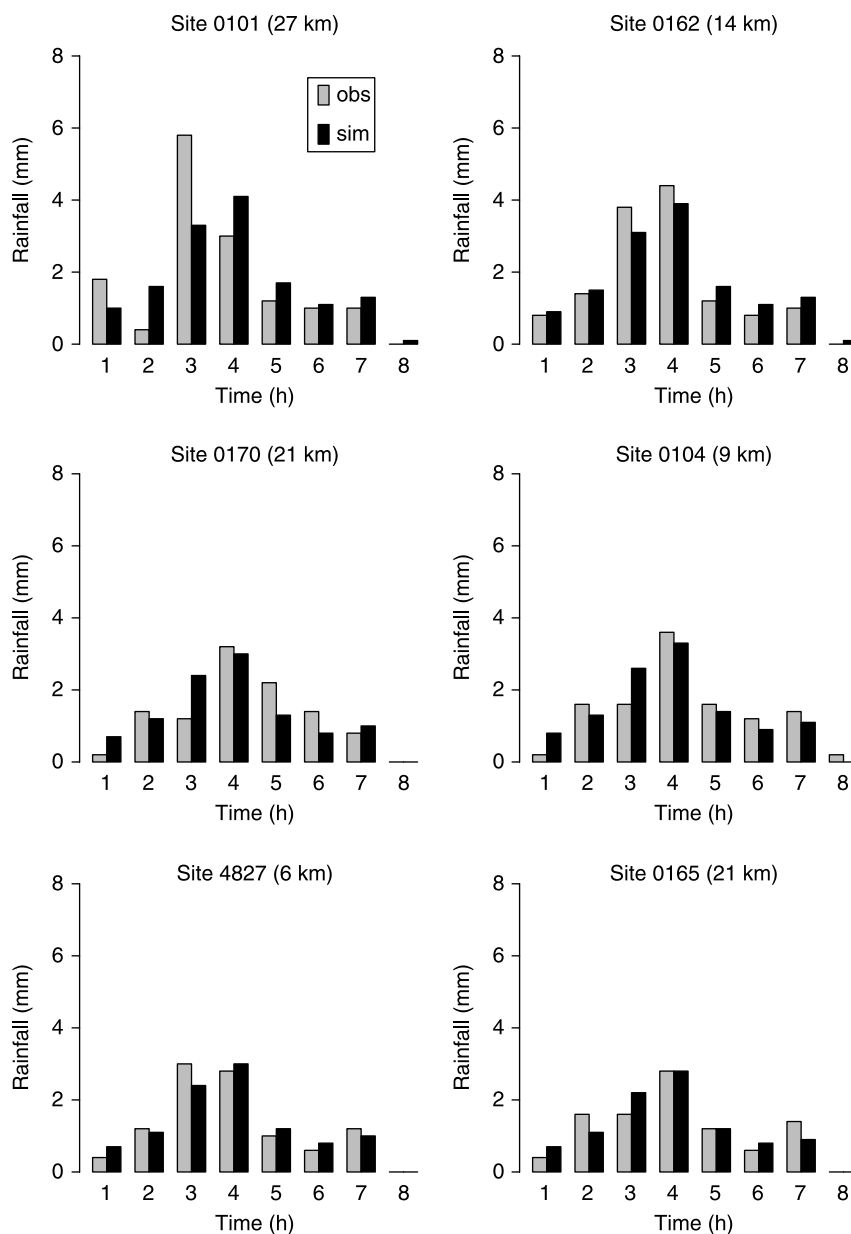 Site 0101 (27 km)
8
6
4
2
0
Rainfall (mm)
obs
sim
1 2 3 4 5 6 7 8
Time (h)
Site 0162 (14 km)
8
6
4
2
0
Rainfall (mm)
1 2 3 4 5 6 7 8
Time (h)
Site 0170 (21 km)
8
6
4
2
0
Rainfall (mm)
1 2 3 4 5 6 7 8
Time (h)
Site 0104 (9 km)
8
6
4
2
0
Rainfall (mm)
1 2 3 4 5 6 7 8
Time (h)
Site 4827 (6 km)
8
6
4
2
0
Rainfall (mm)
1 2 3 4 5 6 7 8
Time (h)
Site 0165 (21 km)
8
6
4
2
0
Rainfall (mm)
1 2 3 4 5 6 7 8
Time (h)